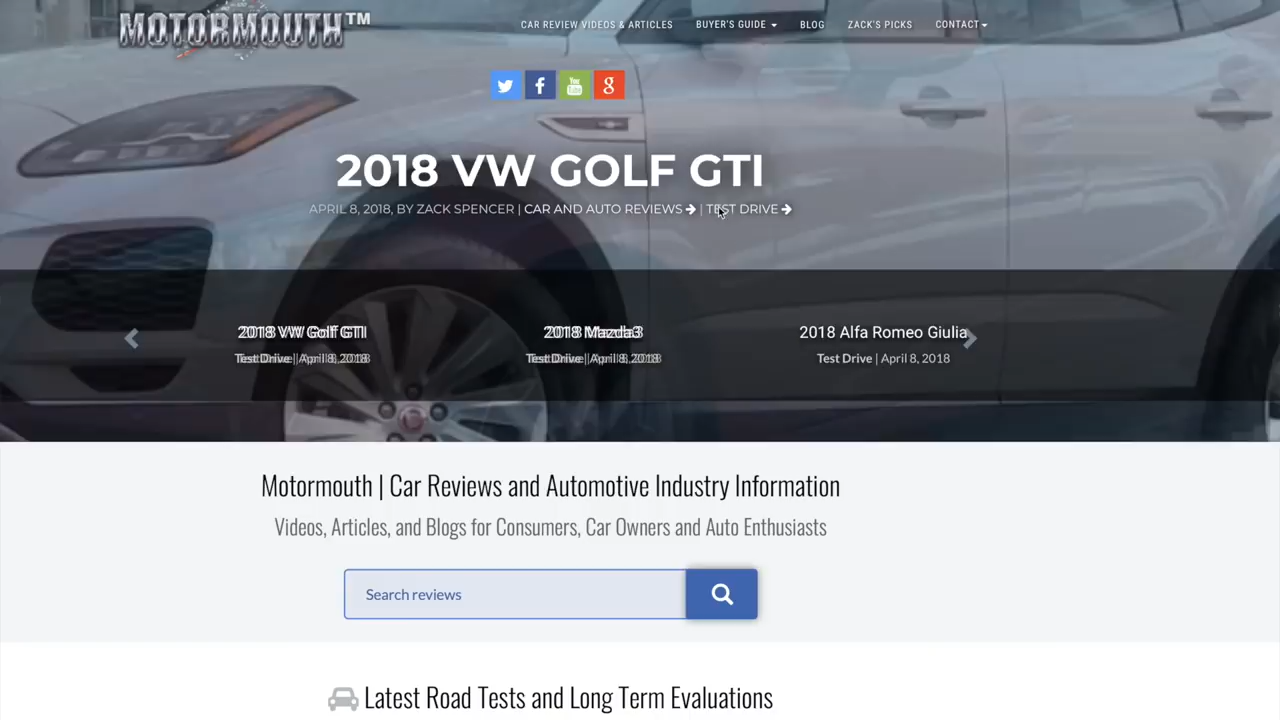 MOTORMOUTH™
CAR REVIEW VIDEOS & ARTICLES
BUYER'S GUIDE
BLOG
ZACK'S PICKS
CONTACT
You Tube
g
2018 VW GOLF GTI
APRIL 8, 2018, BY ZACK SPENCER | CAR AND AUTO REVIEWS | TEST DRIVE
2018 VW Golf GTI
Test Drive | April 8, 2018
2018 Mazda3
Test Drive | April 8, 2018
2018 Alfa Romeo Giulia
Test Drive | April 8, 2018
Motormouth | Car Reviews and Automotive Industry Information
Videos, Articles, and Blogs for Consumers, Car Owners and Auto Enthusiasts
Search reviews
Latest Road Tests and Long Term Evaluations